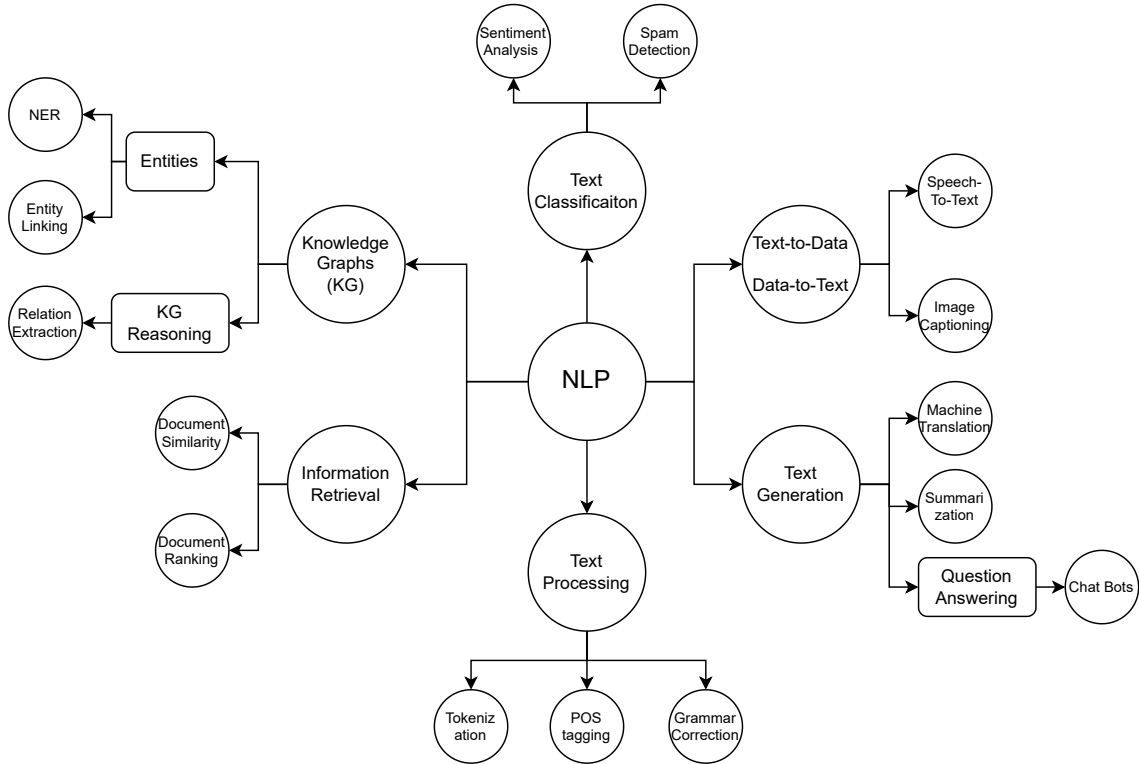 Sentiment
Analysis
Spam
Detection
NER
Entities
Entity
Linking
Text
Classificaiton
Speech-
To-Text
Knowledge
Graphs
(KG)
Text-to-Data
Data-to-Text
Relation
Extraction
KG
Reasoning
Image
Captioning
NLP
Document
Similarity
Machine
Translation
Information
Retrieval
Text
Generation
Summari
zation
Document
Ranking
Text
Processing
Question
Answering
Chat Bots
Tokeniz
ation
POS
tagging
Grammar
Correction